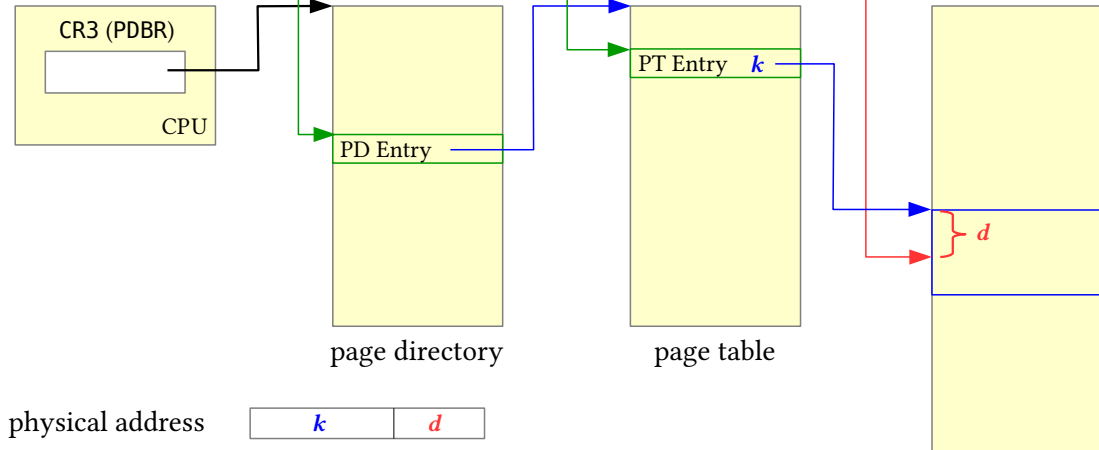 CR3 (PDBR)
CPU
PD Entry
PT Entry k
d
page directory
page table
physical address k d